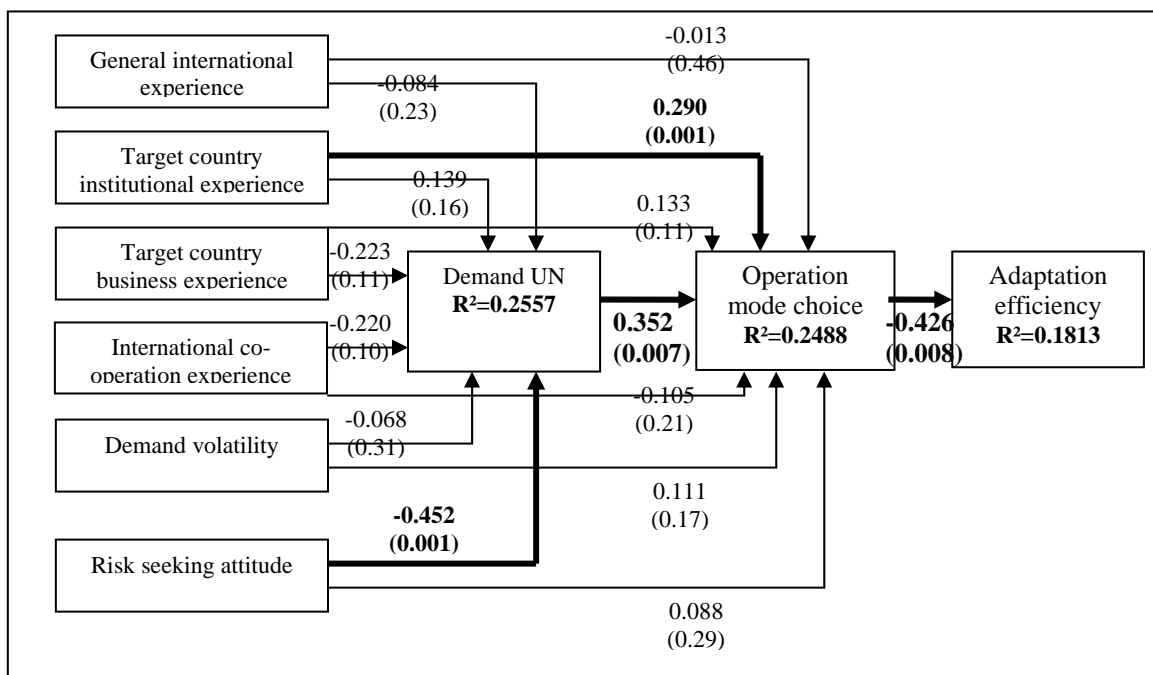 General international
experience
-0.013
(0.46)
-0.084
(0.23)
0.290
(0.001)
Target country
institutional experience
0.139
(0.16)
0.133
(0.11)
Target country
business experience
-0.223
(0.11)
Demand UN
R²=0.2557
Operation
mode choice
R²=0.2488
Adaptation
efficiency
R²=0.1813
0.352
(0.007)
-0.426
(0.008)
-0.220
(0.10)
International co-
operation experience
-0.105
(0.21)
-0.068
(0.31)
Demand volatility
0.111
(0.17)
-0.452
(0.001)
Risk seeking attitude
0.088
(0.29)